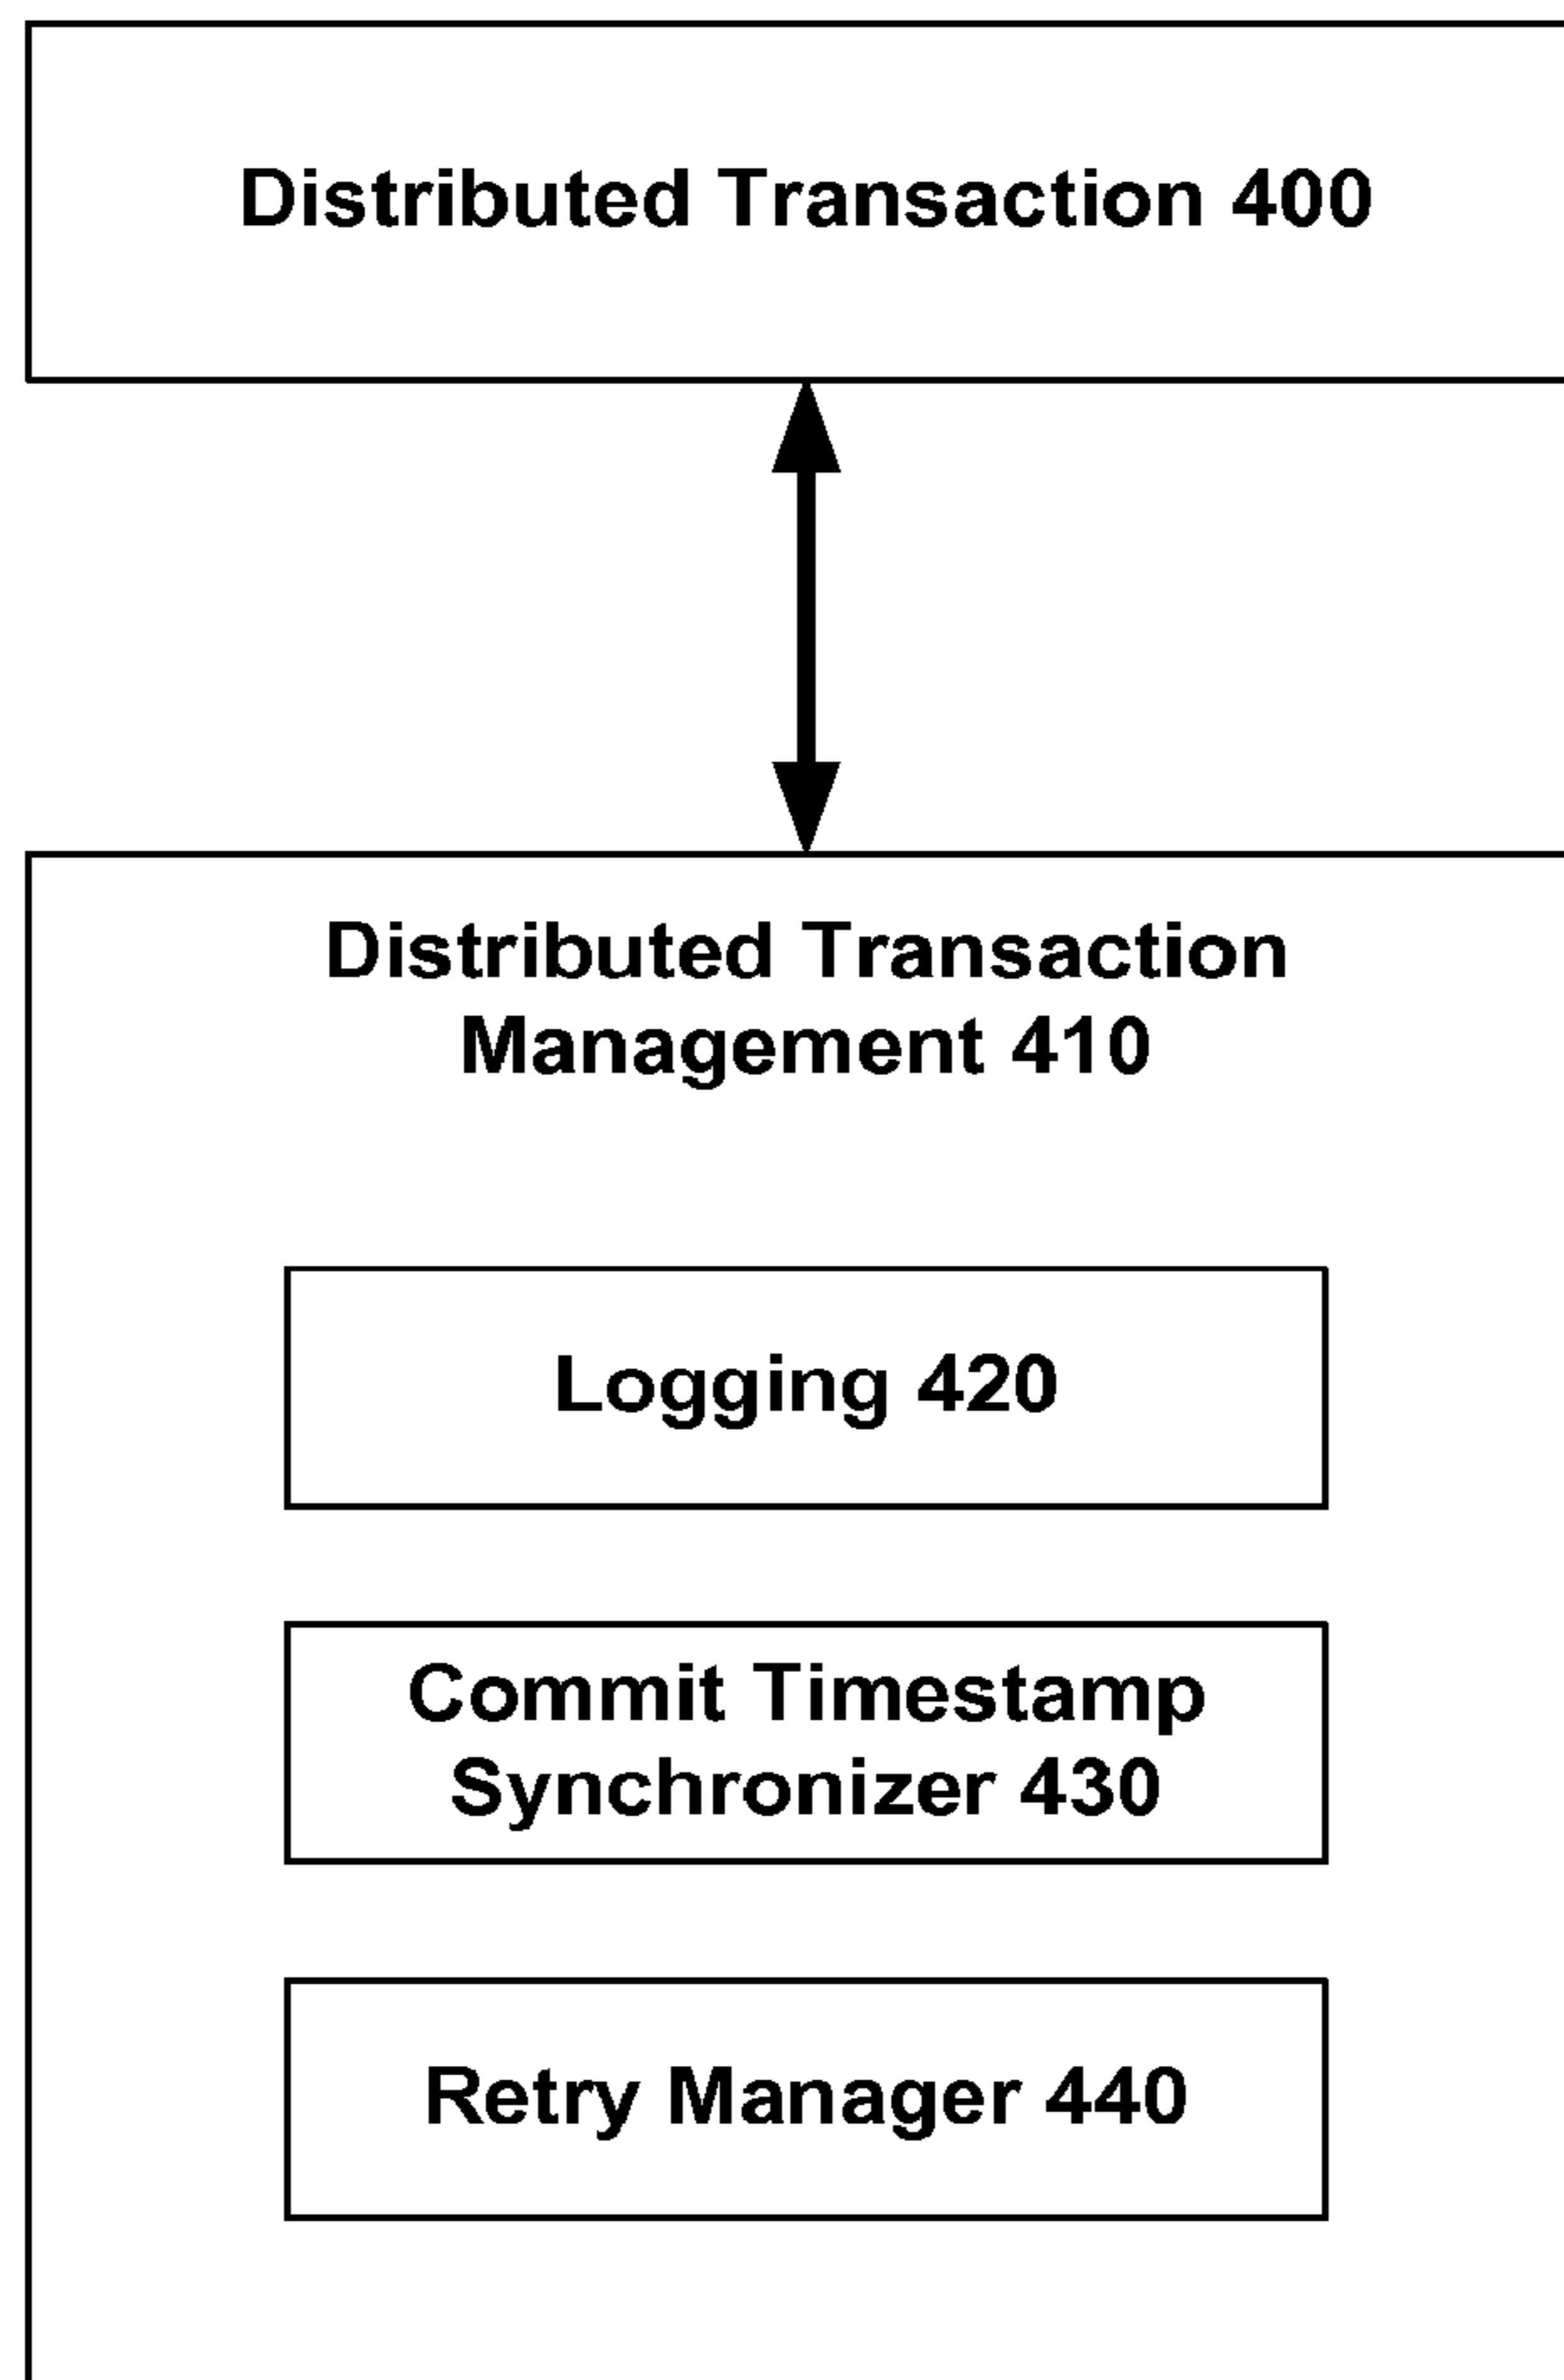 Distributed Transaction 400
Distributed Transaction
Management 410
Logging 420
Commit Timestamp
Synchronizer 430
Retry Manager 440